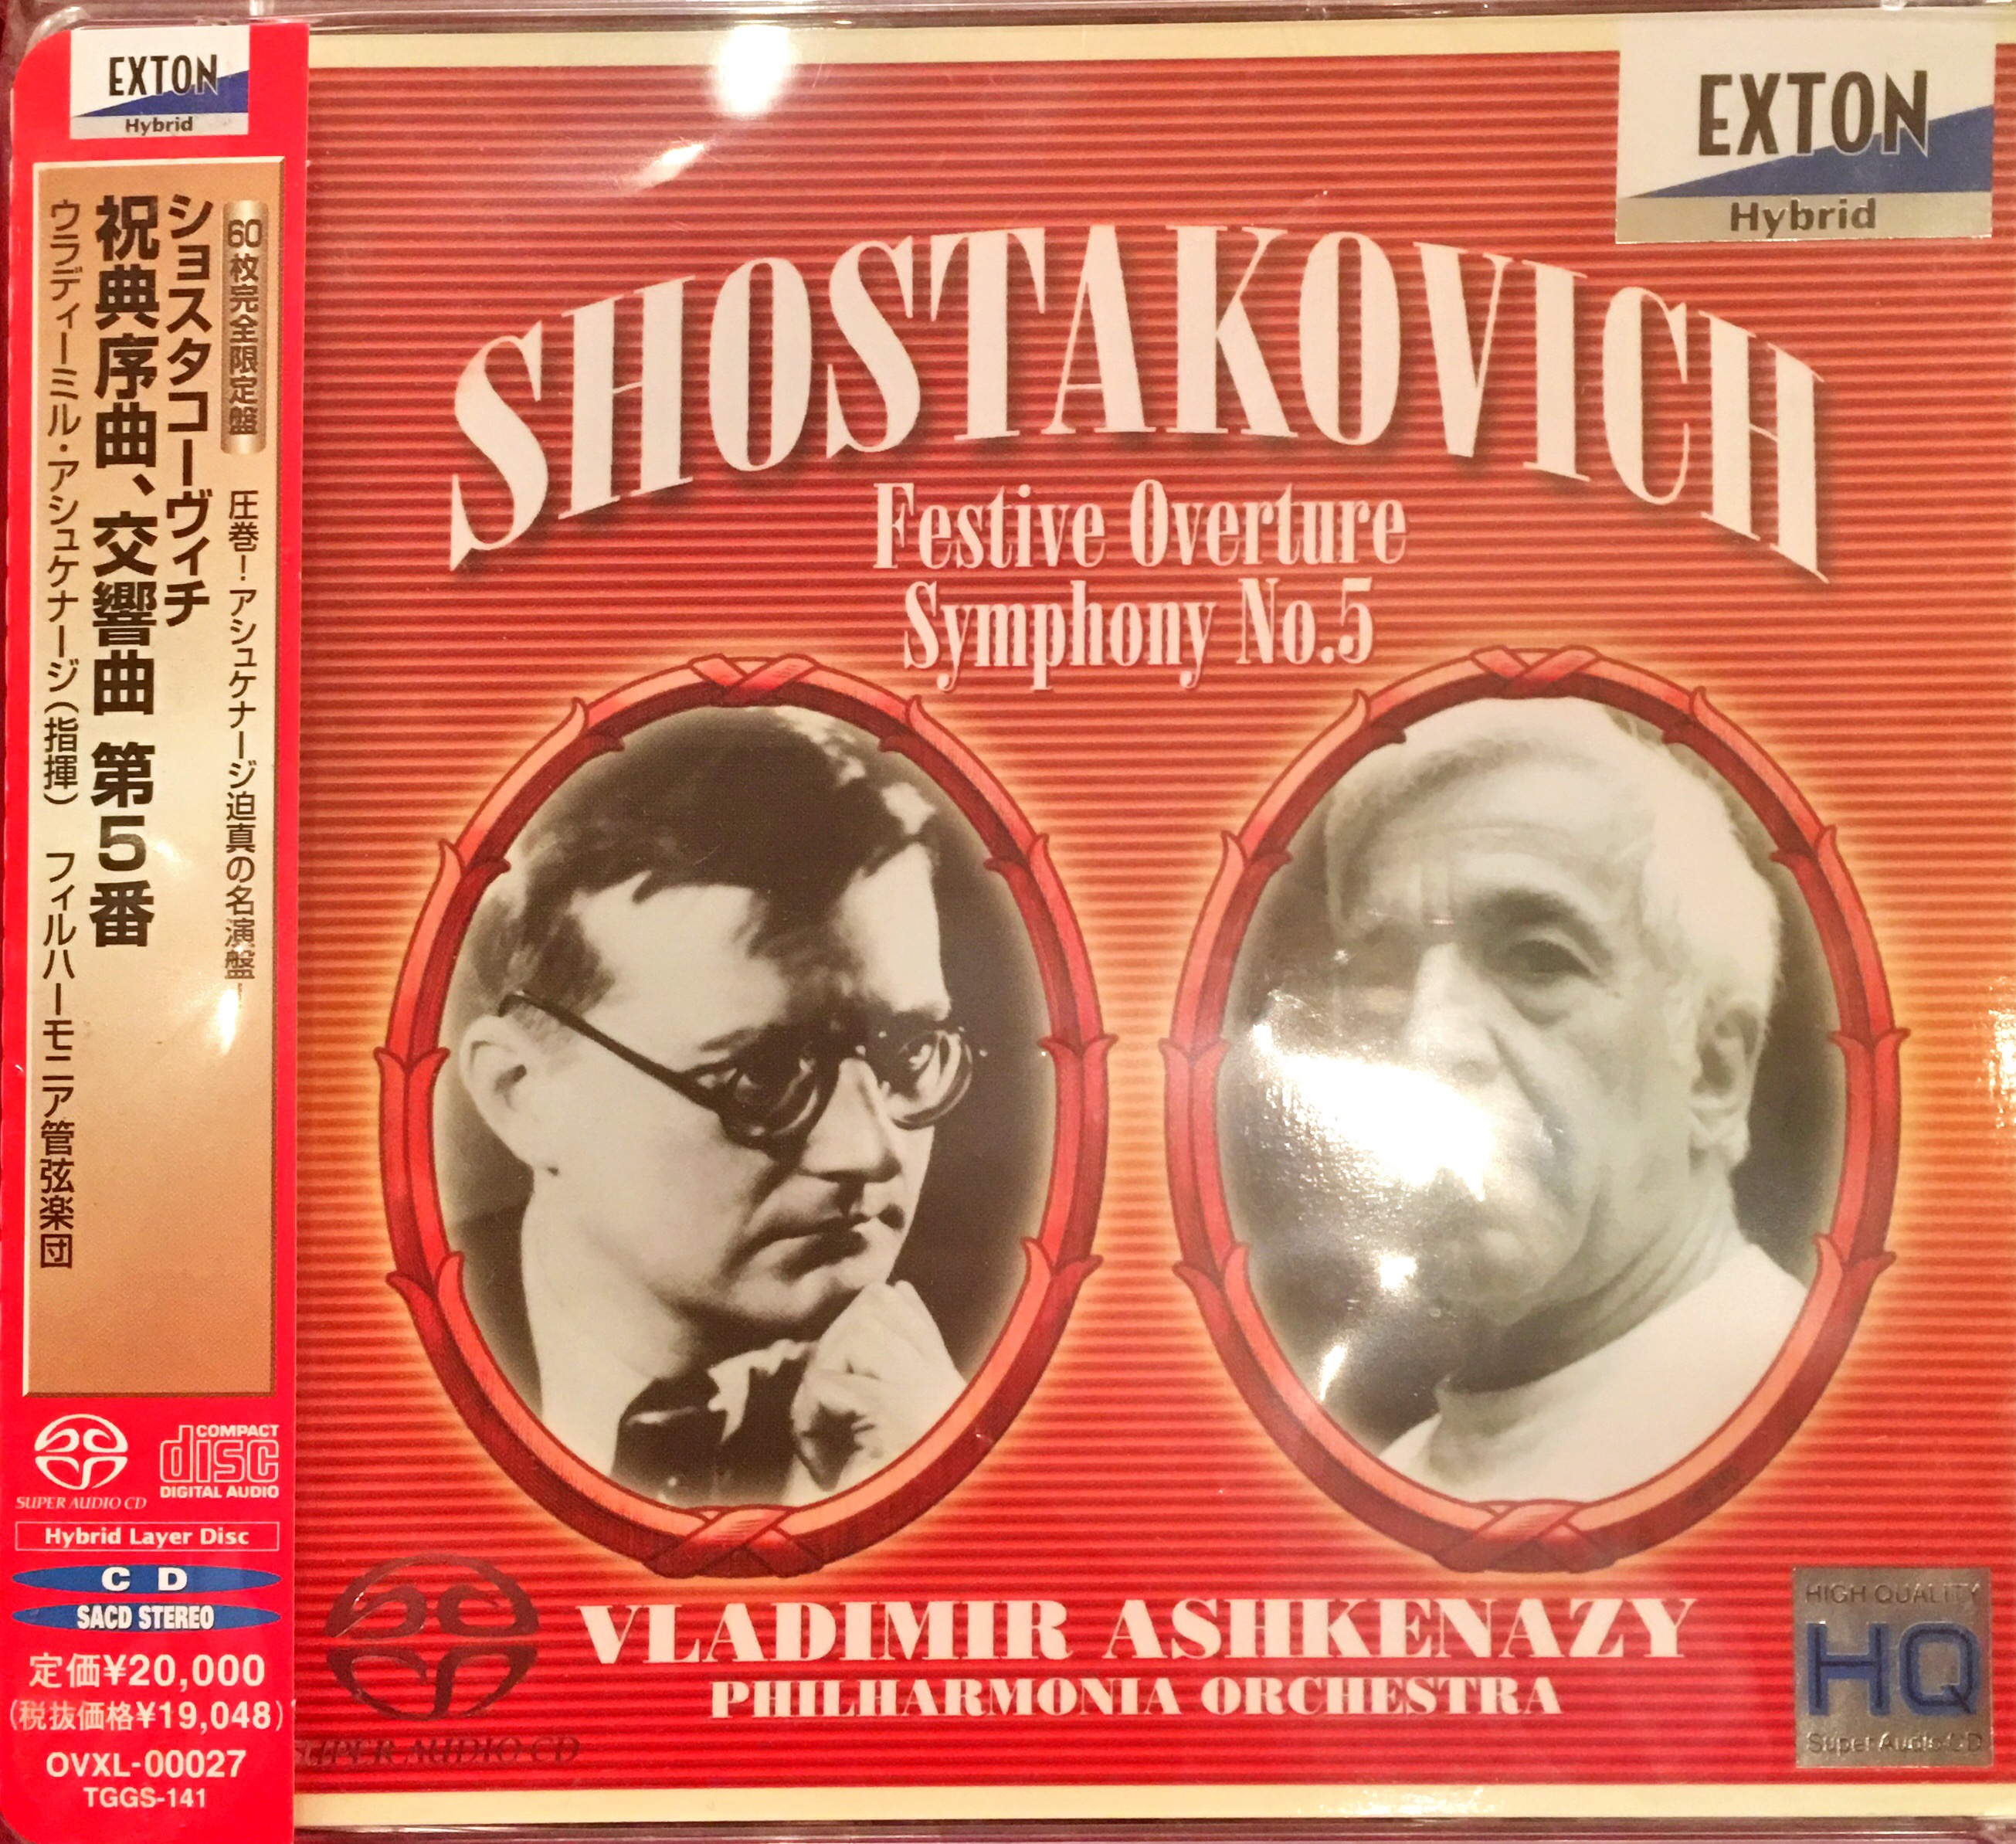 EXTON
Hybrid
60枚完全限定盤
圧巻!アシュケナージ迫真の名演盤!
ショスタコーヴィチ
祝典序曲、交響曲 第5番
ウラディーミル・アシュケナージ(指揮) フィルハーモニア管弦楽団
SUPER AUDIO CD
COMPACT
disc
DIGITAL AUDIO
Hybrid Layer Disc
CD
SACD STEREO
定価¥20,000
(税抜価格¥19,048)
OVXL-00027
TGGS-141
EXTON
Hybrid
SHOSTAKOVICH
Festive Overture
Symphony No.5
VLADIMIR ASHKENAZY
PHILHARMONIA ORCHESTRA
SUPER AUDIO CD
HIGH QUALITY
HQ
Super Audio CD